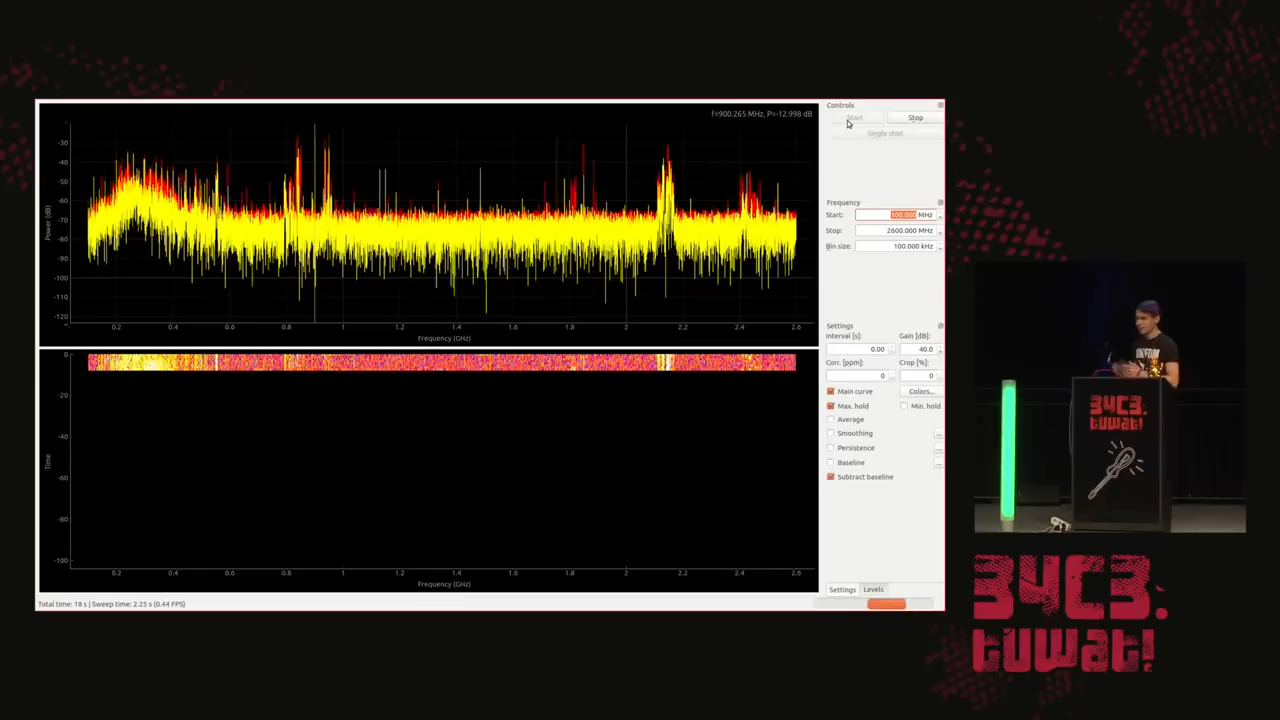 f=900.265 MHz, P=-12.998 dB
-30
-40
-50
-60
-70
-80
-90
-100
-110
-120
Power (dB)
0.2 0.4 0.6 0.8 1 1.2 1.4 1.6 1.8 2 2.2 2.4 2.6
Frequency (GHz)
0
-20
-40
-60
-80
-100
Time
0.2 0.4 0.6 0.8 1 1.2 1.4 1.6 1.8 2 2.2 2.4 2.6
Frequency (GHz)
Total time: 18 s | Sweep time: 2.25 s (0.44 FPS)
Controls
Start Stop
Single shot
Frequency
Start: 100.000 MHz
Stop: 2600.000 MHz
Bin size: 100.000 kHz
Settings
Interval [s]: Gain [dB]:
0.00 40.0
Corr. [ppm]: Crop [%]:
0 0
Main curve Colors...
Max. hold Min. hold
Average
Smoothing ...
Persistence ...
Baseline ...
Subtract baseline
Settings Levels
34C3.
tuwat!
34C3.
tuwat!